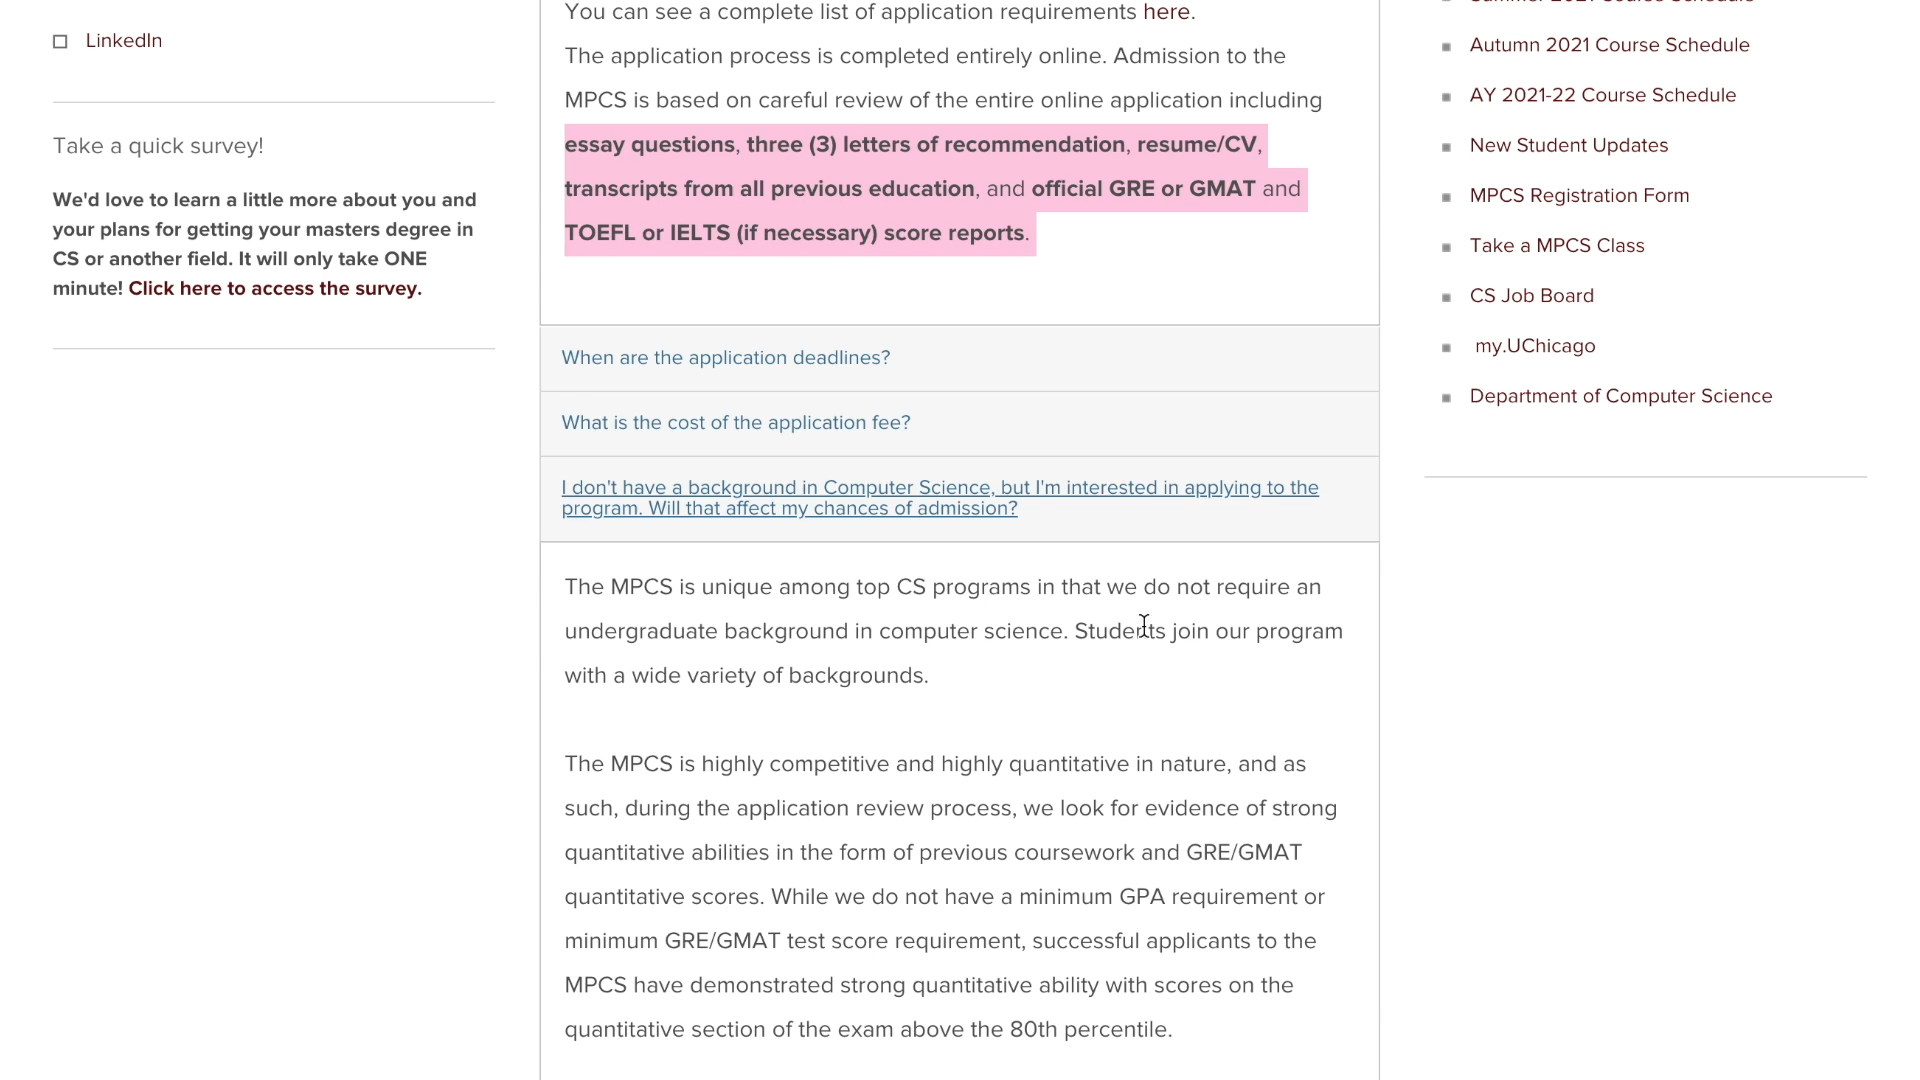 LinkedIn
Take a quick survey!
We'd love to learn a little more about you and
your plans for getting your masters degree in
CS or another field. It will only take ONE
minute! Click here to access the survey.
You can see a complete list of application requirements here.
The application process is completed entirely online. Admission to the
MPCS is based on careful review of the entire online application including
essay questions, three (3) letters of recommendation, resume/CV,
transcripts from all previous education, and official GRE or GMAT and
TOEFL or IELTS (if necessary) score reports.
When are the application deadlines?
What is the cost of the application fee?
I don't have a background in Computer Science, but I'm interested in applying to the
program. Will that affect my chances of admission?
The MPCS is unique among top CS programs in that we do not require an
undergraduate background in computer science. Students join our program
with a wide variety of backgrounds.
The MPCS is highly competitive and highly quantitative in nature, and as
such, during the application review process, we look for evidence of strong
quantitative abilities in the form of previous coursework and GRE/GMAT
quantitative scores. While we do not have a minimum GPA requirement or
minimum GRE/GMAT test score requirement, successful applicants to the
MPCS have demonstrated strong quantitative ability with scores on the
quantitative section of the exam above the 80th percentile.
Summer 2021 Course Schedule
Autumn 2021 Course Schedule
AY 2021-22 Course Schedule
New Student Updates
MPCS Registration Form
Take a MPCS Class
CS Job Board
my.UChicago
Department of Computer Science